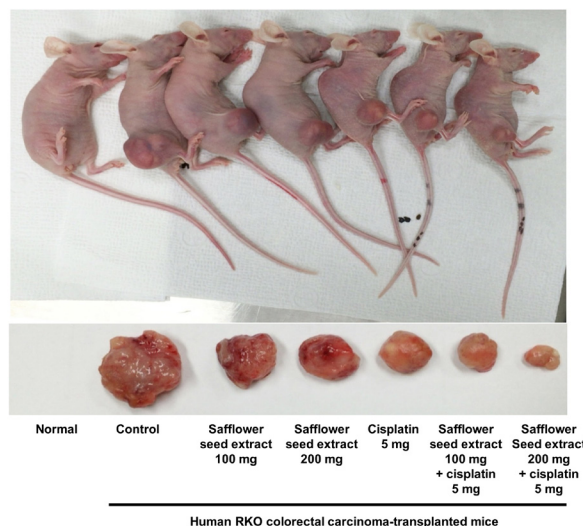 Normal
Control
Safflower
seed extract
100 mg
Safflower
seed extract
200 mg
Cisplatin
5 mg
Safflower
seed extract
100 mg
+ cisplatin
5 mg
Safflower
Seed extract
200 mg
+ cisplatin
5 mg
Human RKO colorectal carcinoma-transplanted mice